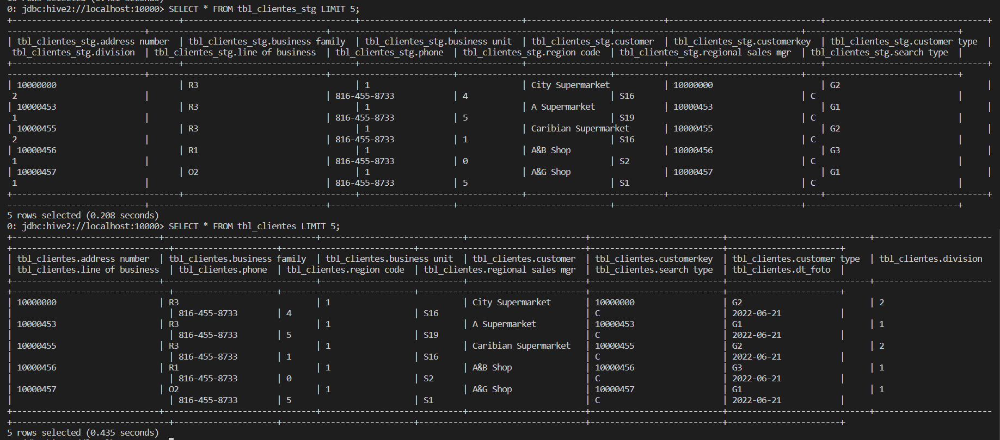 0: jdbc:hive2://localhost:10000> SELECT * FROM tbl_clientes_stg LIMIT 5;
| tbl_clientes_stg.address number | tbl_clientes_stg.business family | tbl_clientes_stg.business unit | tbl_clientes_stg.customer | tbl_clientes_stg.customerkey | tbl_clientes_stg.customer type |
tbl_clientes_stg.division | tbl_clientes_stg.line of business | tbl_clientes_stg.phone | tbl_clientes_stg.region code | tbl_clientes_stg.regional sales mgr | tbl_clientes_stg.search type |
| 10000000 | R3 | 1 | City Supermarket | 10000000 | G2 |
2 | | 816-455-8733 | 4 | S16 | C |
| 10000453 | R3 | 1 | A Supermarket | 10000453 | G1 |
1 | | 816-455-8733 | 5 | S19 | C |
| 10000455 | R3 | 1 | Caribian Supermarket | 10000455 | G2 |
2 | | 816-455-8733 | 1 | S16 | C |
| 10000456 | R1 | 1 | A&B Shop | 10000456 | G3 |
1 | | 816-455-8733 | 0 | S2 | C |
| 10000457 | O2 | 1 | A&G Shop | 10000457 | G1 |
1 | | 816-455-8733 | 5 | S1 | C |
5 rows selected (0.208 seconds)
0: jdbc:hive2://localhost:10000> SELECT * FROM tbl_clientes LIMIT 5;
| tbl_clientes.address number | tbl_clientes.business family | tbl_clientes.business unit | tbl_clientes.customer | tbl_clientes.customerkey | tbl_clientes.customer type | tbl_clientes.division
| tbl_clientes.line of business | tbl_clientes.phone | tbl_clientes.region code | tbl_clientes.regional sales mgr | tbl_clientes.search type | tbl_clientes.dt_foto |
| 10000000 | R3 | 1 | City Supermarket | 10000000 | G2 | 2
| | 816-455-8733 | 4 | S16 | C | 2022-06-21 |
| 10000453 | R3 | 1 | A Supermarket | 10000453 | G1 | 1
| | 816-455-8733 | 5 | S19 | C | 2022-06-21 |
| 10000455 | R3 | 1 | Caribian Supermarket | 10000455 | G2 | 2
| | 816-455-8733 | 1 | S16 | C | 2022-06-21 |
| 10000456 | R1 | 1 | A&B Shop | 10000456 | G3 | 1
| | 816-455-8733 | 0 | S2 | C | 2022-06-21 |
| 10000457 | O2 | 1 | A&G Shop | 10000457 | G1 | 1
| | 816-455-8733 | 5 | S1 | C | 2022-06-21 |
5 rows selected (0.435 seconds)